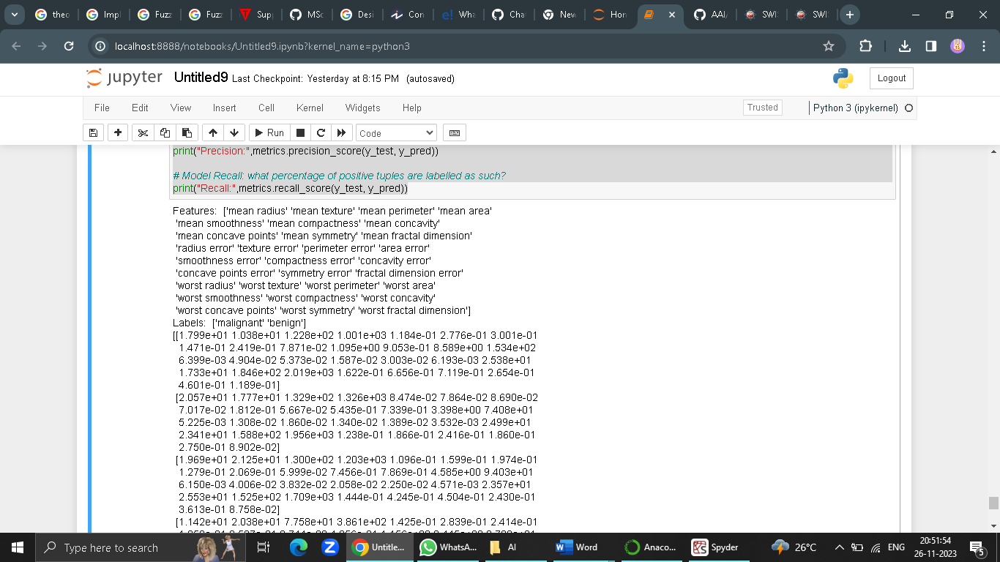 theo
Impl
Fuzz
Fuzz
Supp
MSc
Desi
Con
Wha
Cha
New
Hon
AAI/
SWI
SWI
localhost:8888/notebooks/Untitled9.ipynb?kernel_name=python3
jupyter Untitled9 Last Checkpoint: Yesterday at 8:15 PM (autosaved)
Logout
File Edit View Insert Cell Kernel Widgets Help
Trusted
Python 3 (ipykernel)
Run
Code
print("Precision:",metrics.precision_score(y_test, y_pred))
# Model Recall: what percentage of positive tuples are labelled as such?
print("Recall:",metrics.recall_score(y_test, y_pred))
Features: ['mean radius' 'mean texture' 'mean perimeter' 'mean area'
'mean smoothness' 'mean compactness' 'mean concavity'
'mean concave points' 'mean symmetry' 'mean fractal dimension'
'radius error' 'texture error' 'perimeter error' 'area error'
'smoothness error' 'compactness error' 'concavity error'
'concave points error' 'symmetry error' 'fractal dimension error'
'worst radius' 'worst texture' 'worst perimeter' 'worst area'
'worst smoothness' 'worst compactness' 'worst concavity'
'worst concave points' 'worst symmetry' 'worst fractal dimension']
Labels: ['malignant' 'benign']
[[1.799e+01 1.038e+01 1.228e+02 1.001e+03 1.184e-01 2.776e-01 3.001e-01
1.471e-01 2.419e-01 7.871e-02 1.095e+00 9.053e-01 8.589e+00 1.534e+02
6.399e-03 4.904e-02 5.373e-02 1.587e-02 3.003e-02 6.193e-03 2.538e+01
1.733e+01 1.846e+02 2.019e+03 1.622e-01 6.656e-01 7.119e-01 2.654e-01
4.601e-01 1.189e-01]
[2.057e+01 1.777e+01 1.329e+02 1.326e+03 8.474e-02 7.864e-02 8.690e-02
7.017e-02 1.812e-01 5.667e-02 5.435e-01 7.339e-01 3.398e+00 7.408e+01
5.225e-03 1.308e-02 1.860e-02 1.340e-02 1.389e-02 3.532e-03 2.499e+01
2.341e+01 1.588e+02 1.956e+03 1.238e-01 1.866e-01 2.416e-01 1.860e-01
2.750e-01 8.902e-02]
[1.969e+01 2.125e+01 1.300e+02 1.203e+03 1.096e-01 1.599e-01 1.974e-01
1.279e-01 2.069e-01 5.999e-02 7.456e-01 7.869e-01 4.585e+00 9.403e+01
6.150e-03 4.006e-02 3.832e-02 2.058e-02 2.250e-02 4.571e-03 2.357e+01
2.553e+01 1.525e+02 1.709e+03 1.444e-01 4.245e-01 4.504e-01 2.430e-01
3.613e-01 8.758e-02]
[1.142e+01 2.038e+01 7.758e+01 3.861e+02 1.425e-01 2.839e-01 2.414e-01
Type here to search
Untitle...
WhatsA...
AI
Word
Anaco...
Spyder
26°C
ENG
20:51:54
26-11-2023
5